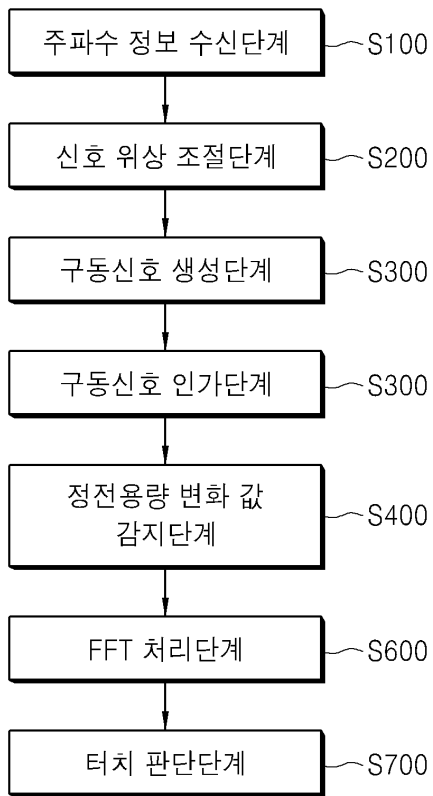 주파수 정보 수신단계 S100
신호 위상 조절단계 S200
구동신호 생성단계 S300
구동신호 인가단계 S300
정전용량 변화 값
감지단계 S400
FFT 처리단계 S600
터치 판단단계 S700